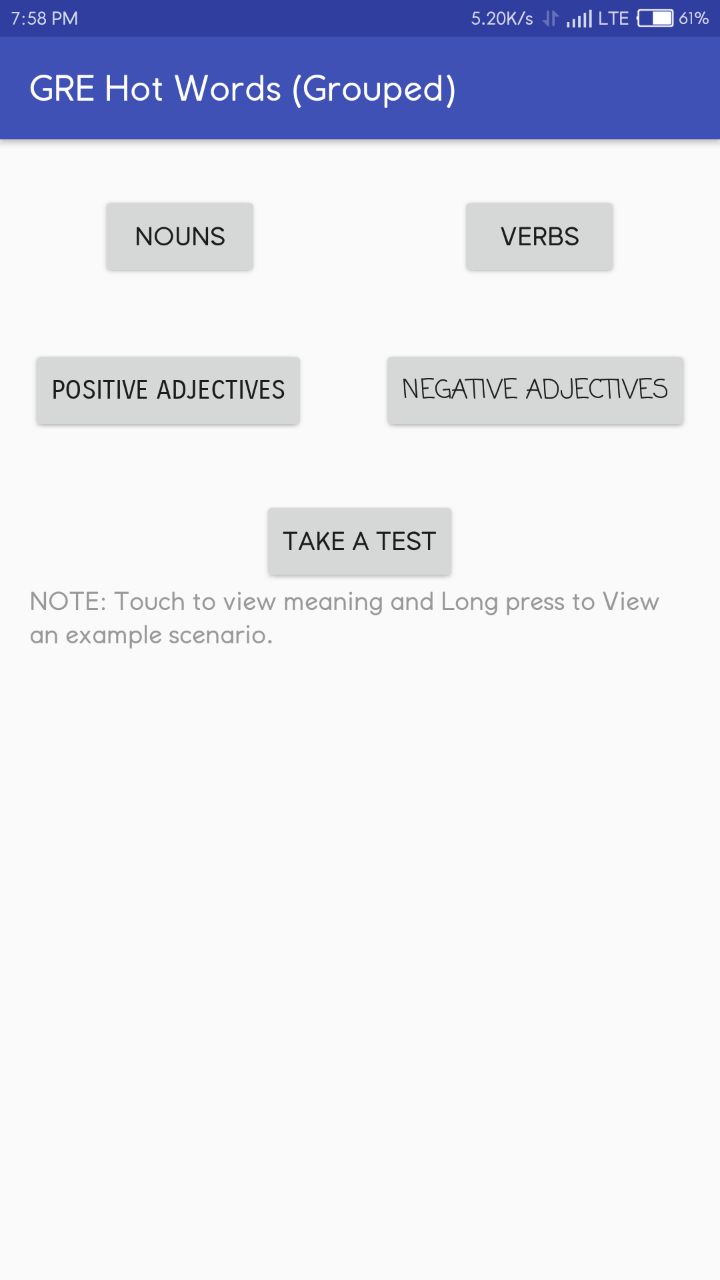 7:58 PM 5.20K/s LTE 61%
GRE Hot Words (Grouped)
NOUNS VERBS
POSITIVE ADJECTIVES NEGATIVE ADJECTIVES
TAKE A TEST
NOTE: Touch to view meaning and Long press to View
an example scenario.